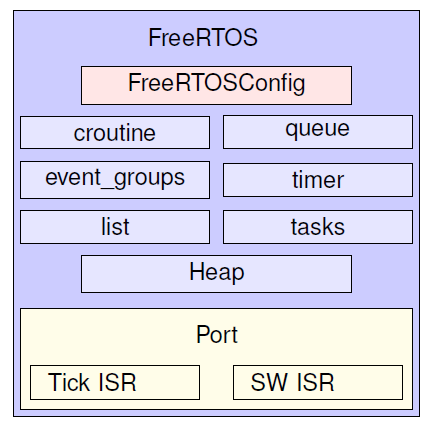 FreeRTOS
FreeRTOSConfig
croutine
queue
event_groups
timer
list
tasks
Heap
Port
Tick ISR
SW ISR